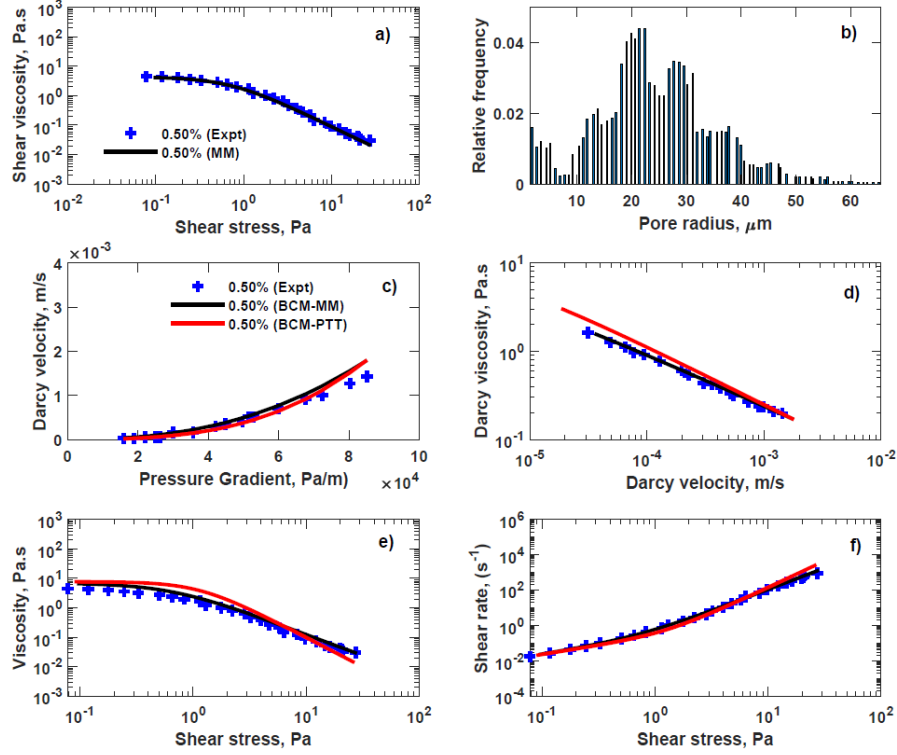 Shear viscosity, Pa.s
10^3
10^2
10^1
10^0
10^-1
10^-2
10^-3
a)
0.50% (Expt)
0.50% (MM)
10^-2
10^-1
10^0
10^1
10^2
Shear stress, Pa
Relative frequency
0.04
0.02
0
b)
10
20
30
40
50
60
Pore radius, μm
Darcy velocity, m/s
×10^-3
4
3
2
1
0
c)
0.50% (Expt)
0.50% (BCM-MM)
0.50% (BCM-PTT)
0
2
4
6
8
10
Pressure Gradient, Pa/m)
×10^4
Darcy viscosity, Pa.s
10^1
10^0
10^-1
d)
10^-5
10^-4
10^-3
10^-2
Darcy velocity, m/s
Viscosity, Pa.s
10^3
10^2
10^1
10^0
10^-1
10^-2
10^-3
e)
10^-1
10^0
10^1
10^2
Shear stress, Pa
Shear rate, (s^-1)
10^6
10^4
10^2
10^0
10^-2
10^-4
f)
10^-1
10^0
10^1
10^2
Shear stress, Pa